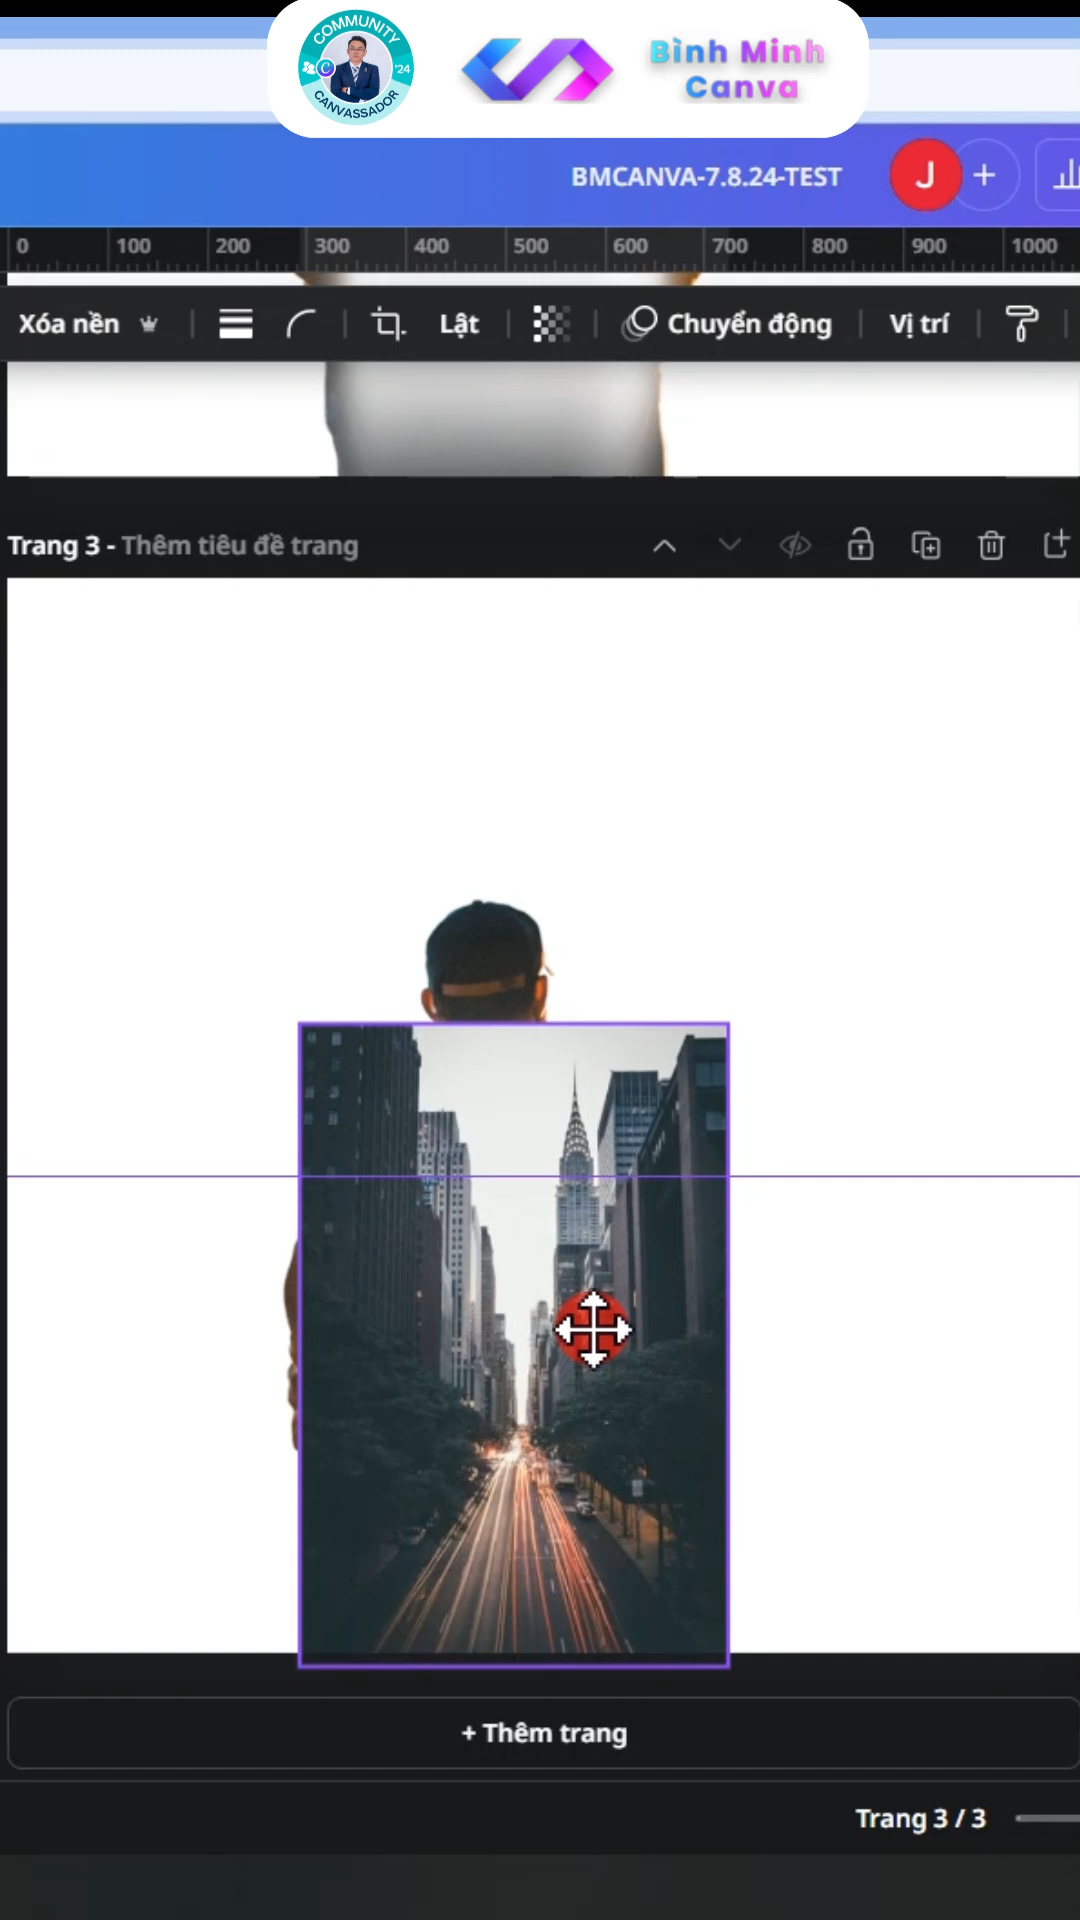 COMMUNITY
'24
CANVASSADOR
Bình Minh
Canva
BMCANVA-7.8.24-TEST
J
0 100 200 300 400 500 600 700 800 900 1000
Xóa nền Lật Chuyển động Vị trí
Trang 3 - Thêm tiêu đề trang
+ Thêm trang
Trang 3 / 3